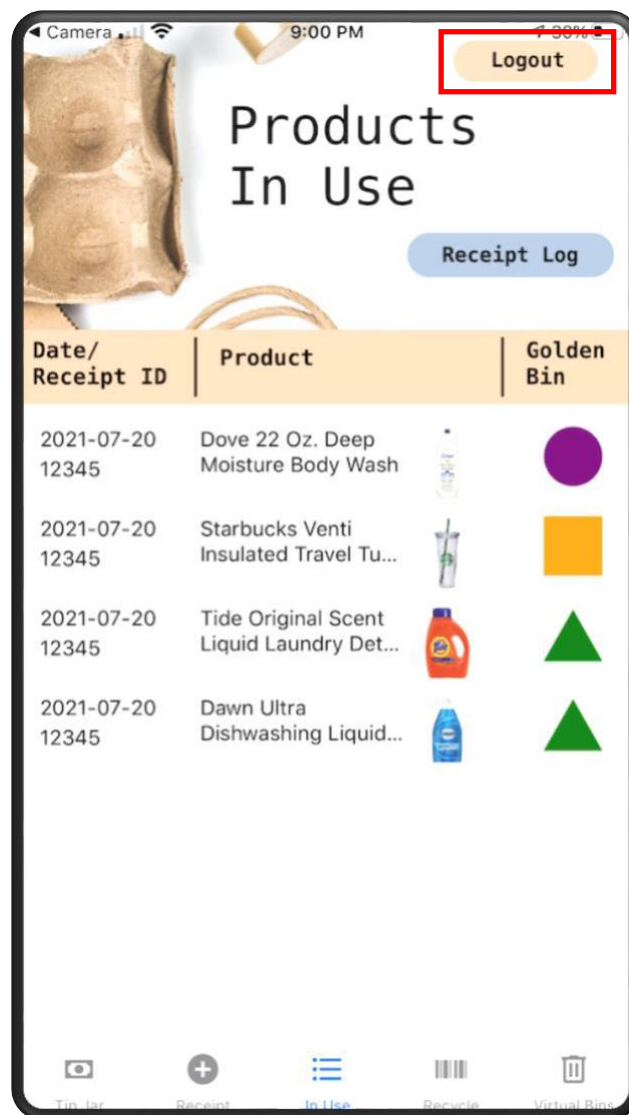 Camera
9:00 PM
Logout
Products
In Use
Receipt Log
Date/
Receipt ID
Product
Golden
Bin
2021-07-20
12345
Dove 22 Oz. Deep
Moisture Body Wash
2021-07-20
12345
Starbucks Venti
Insulated Travel Tu...
2021-07-20
12345
Tide Original Scent
Liquid Laundry Det...
2021-07-20
12345
Dawn Ultra
Dishwashing Liquid...
Tip Jar
Receipt
In Use
Recycle
Virtual Bins